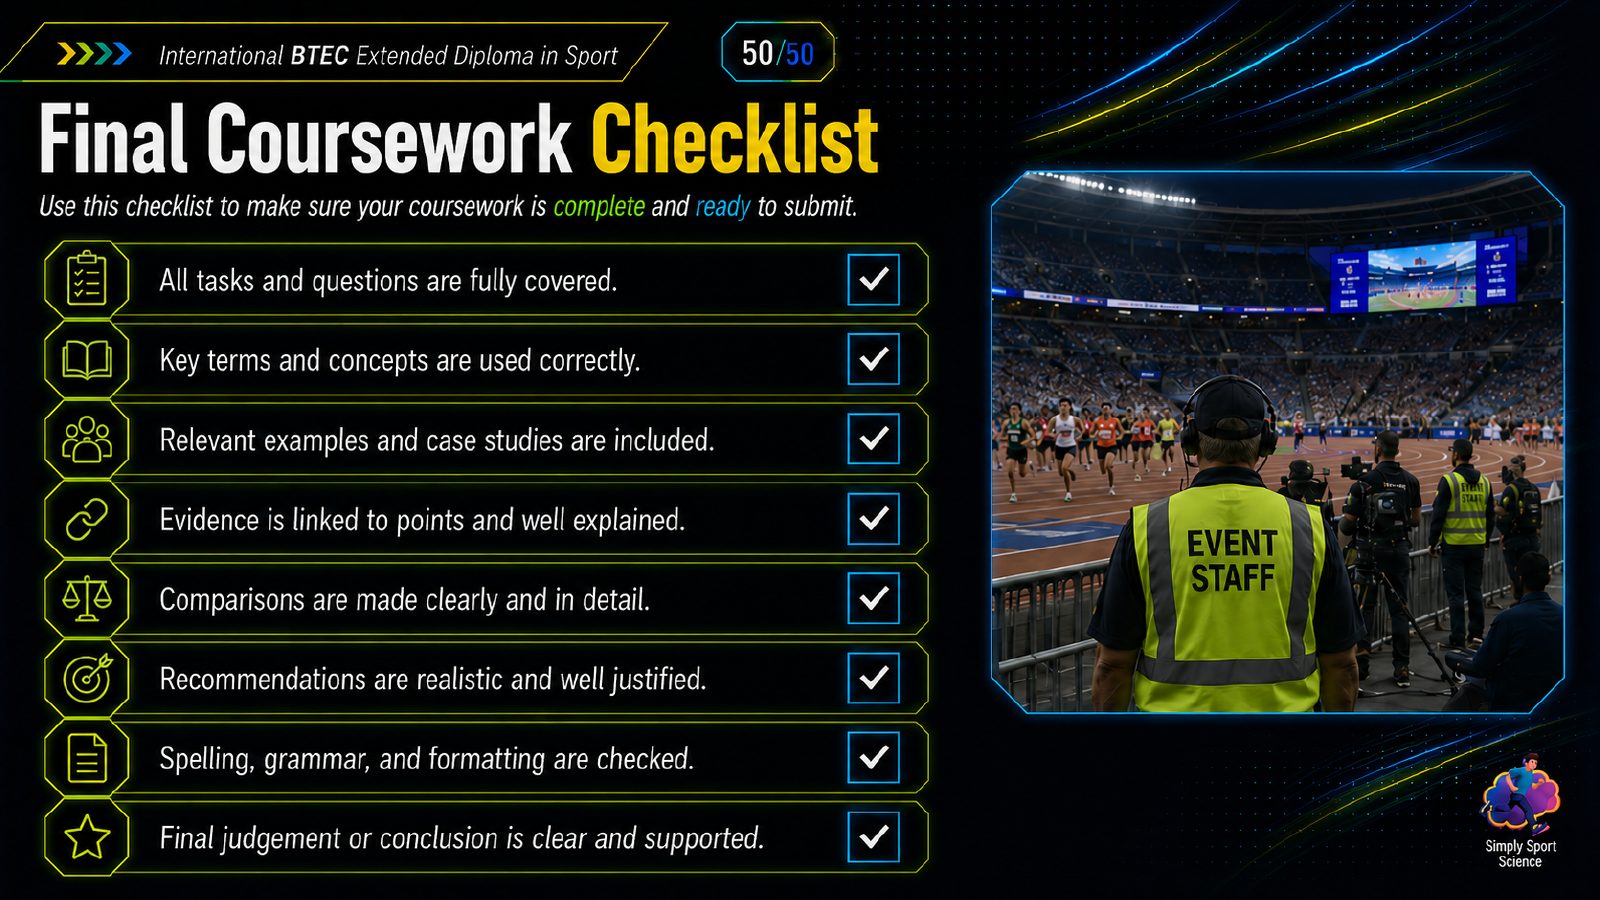 International BTEC Extended Diploma in Sport
50/50
Final Coursework Checklist
Use this checklist to make sure your coursework is complete and ready to submit.
All tasks and questions are fully covered.
Key terms and concepts are used correctly.
Relevant examples and case studies are included.
Evidence is linked to points and well explained.
Comparisons are made clearly and in detail.
Recommendations are realistic and well justified.
Spelling, grammar, and formatting are checked.
Final judgement or conclusion is clear and supported.
EVENT
STAFF
EVENT
STAFF
Simply Sport
Science